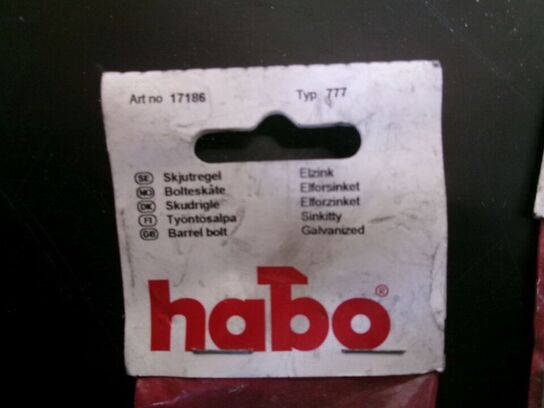 Art no 17186 Typ 777
SE Skjutregel Elzink
NO Bolteskåte Elforsinket
DK Skudrigle Elforzinket
FI Työntösalpa Sinkitty
GB Barrel bolt Galvanized
habo ®